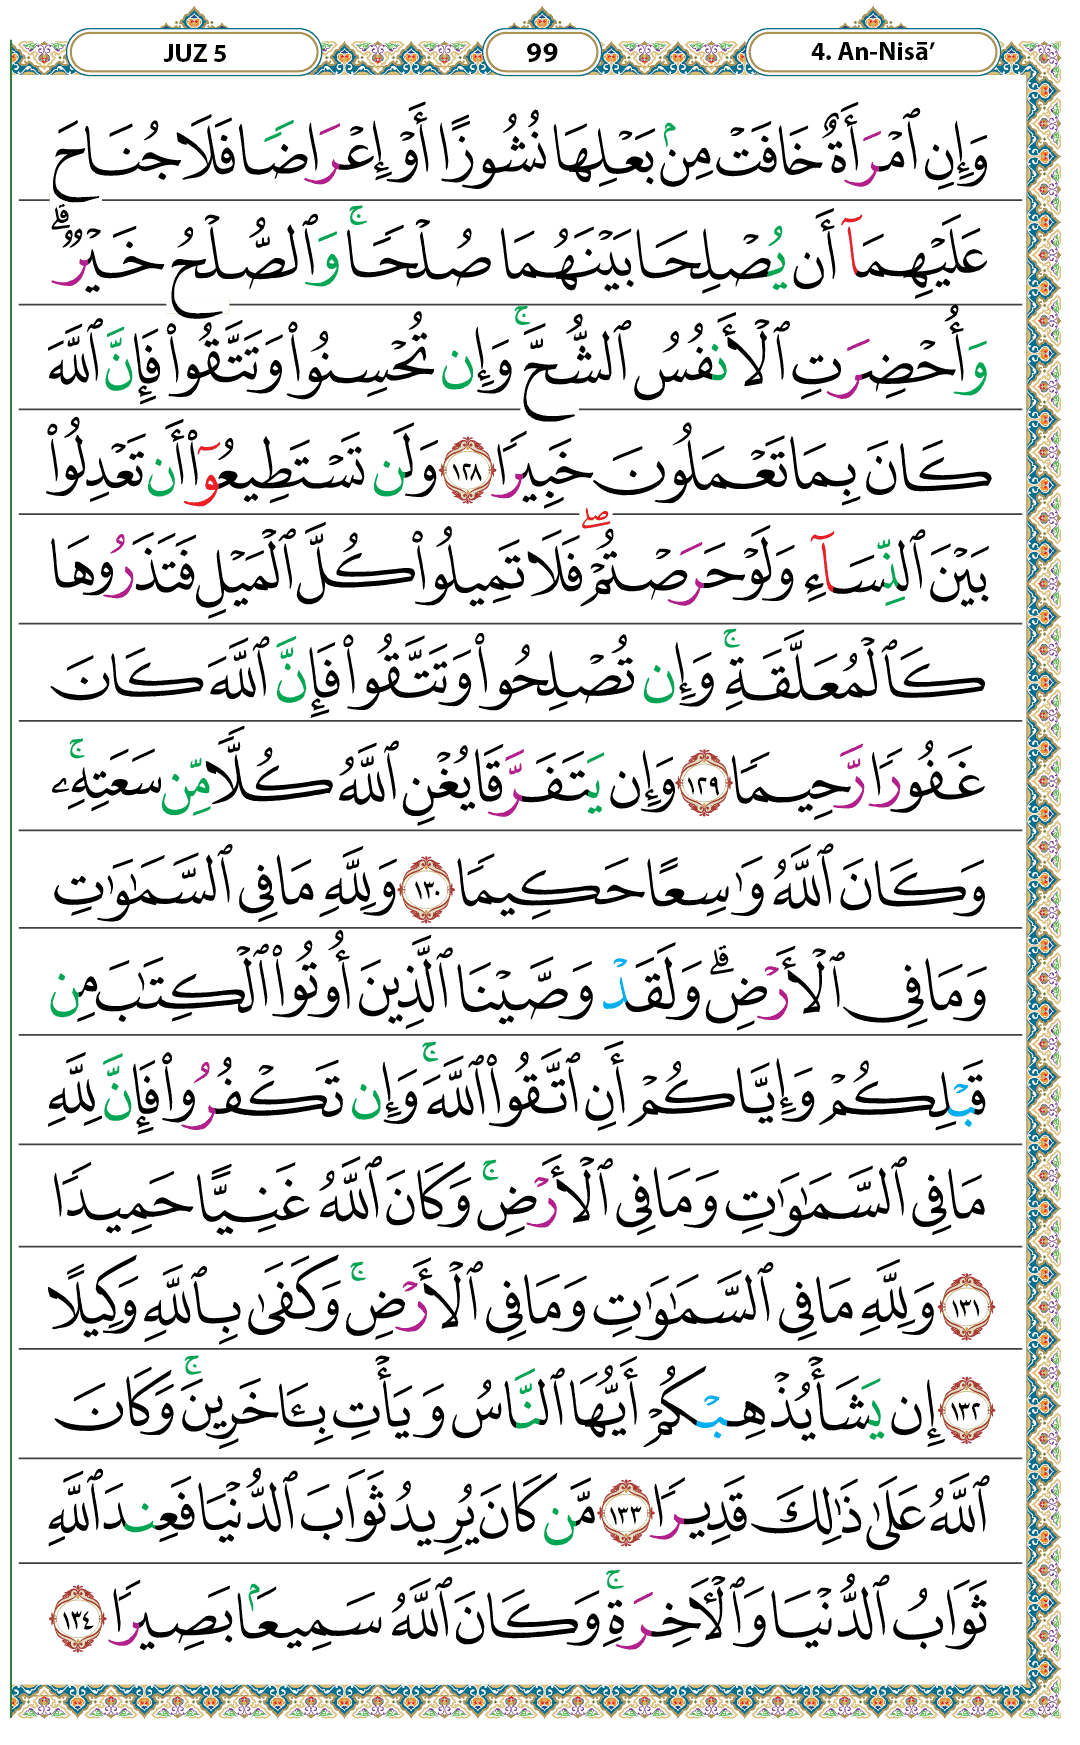 JUZ 5 99 4. An-Nisā’
وَإِنِ ٱمۡرَأَةٌ خَافَتۡ مِنۢ بَعۡلِهَا نُشُوزًا أَوۡ إِعۡرَاضًا فَلَا جُنَاحَ
عَلَيۡهِمَآ أَن يُصۡلِحَا بَيۡنَهُمَا صُلۡحًاۚ وَٱلصُّلۡحُ خَيۡرٞۗ
وَأُحۡضِرَتِ ٱلۡأَنفُسُ ٱلشُّحَّۚ وَإِن تُحۡسِنُواْ وَتَتَّقُواْ فَإِنَّ ٱللَّهَ
كَانَ بِمَا تَعۡمَلُونَ خَبِيرًا ١٢٨ وَلَن تَسۡتَطِيعُوٓاْ أَن تَعۡدِلُواْ
بَيۡنَ ٱلنِّسَآءِ وَلَوۡ حَرَصۡتُمۡۖ فَلَا تَمِيلُواْ كُلَّ ٱلۡمَيۡلِ فَتَذَرُوهَا
كَٱلۡمُعَلَّقَةِۚ وَإِن تُصۡلِحُواْ وَتَتَّقُواْ فَإِنَّ ٱللَّهَ كَانَ
غَفُورًا رَّحِيمًا ١٢٩ وَإِن يَتَفَرَّقَا يُغۡنِ ٱللَّهُ كُلًّا مِّن سَعَتِهِۦۚ
وَكَانَ ٱللَّهُ وَٰسِعًا حَكِيمًا ١٣٠ وَلِلَّهِ مَا فِي ٱلسَّمَٰوَٰتِ
وَمَا فِي ٱلۡأَرۡضِۗ وَلَقَدۡ وَصَّيۡنَا ٱلَّذِينَ أُوتُواْ ٱلۡكِتَٰبَ مِن
قَبۡلِكُمۡ وَإِيَّاكُمۡ أَنِ ٱتَّقُواْ ٱللَّهَۚ وَإِن تَكۡفُرُواْ فَإِنَّ لِلَّهِ
مَا فِي ٱلسَّمَٰوَٰتِ وَمَا فِي ٱلۡأَرۡضِۚ وَكَانَ ٱللَّهُ غَنِيًّا حَمِيدًا
١٣١ وَلِلَّهِ مَا فِي ٱلسَّمَٰوَٰتِ وَمَا فِي ٱلۡأَرۡضِۚ وَكَفَىٰ بِٱللَّهِ وَكِيلًا
١٣٢ إِن يَشَأۡ يُذۡهِبۡكُمۡ أَيُّهَا ٱلنَّاسُ وَيَأۡتِ بِـَٔاخَرِينَۚ وَكَانَ
ٱللَّهُ عَلَىٰ ذَٰلِكَ قَدِيرًا ١٣٣ مَّن كَانَ يُرِيدُ ثَوَابَ ٱلدُّنۡيَا فَعِندَ ٱللَّهِ
ثَوَابُ ٱلدُّنۡيَا وَٱلۡأٓخِرَةِۚ وَكَانَ ٱللَّهُ سَمِيعَۢا بَصِيرًا ١٣٤